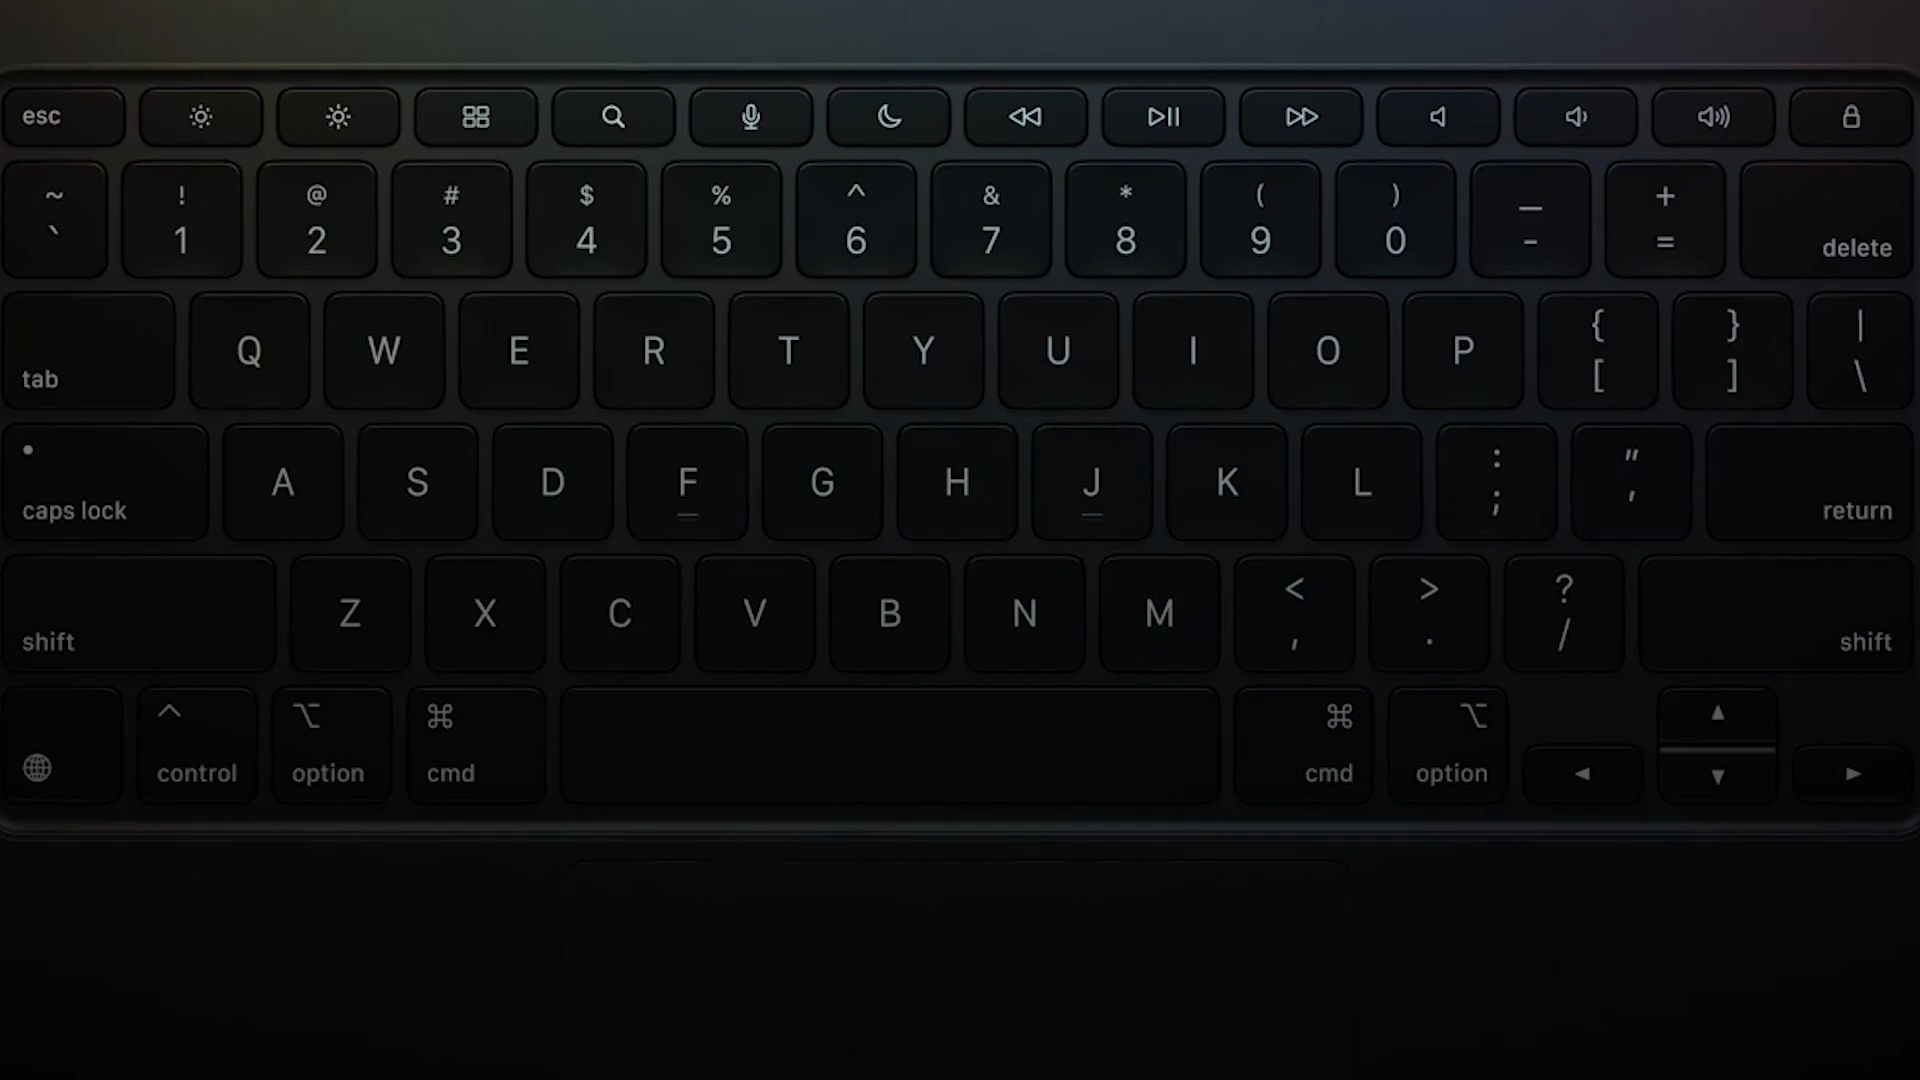 esc
~ ! @ # $ % ^ & * ( ) _ +
` 1 2 3 4 5 6 7 8 9 0 - = delete
tab Q W E R T Y U I O P { [ } ] | \
caps lock A S D F G H J K L : ; " ' return
shift Z X C V B N M < , > . ? / shift
^ ⌥ ⌘ ⌘ ⌥ ▲
control option cmd cmd option ◀ ▼ ▶